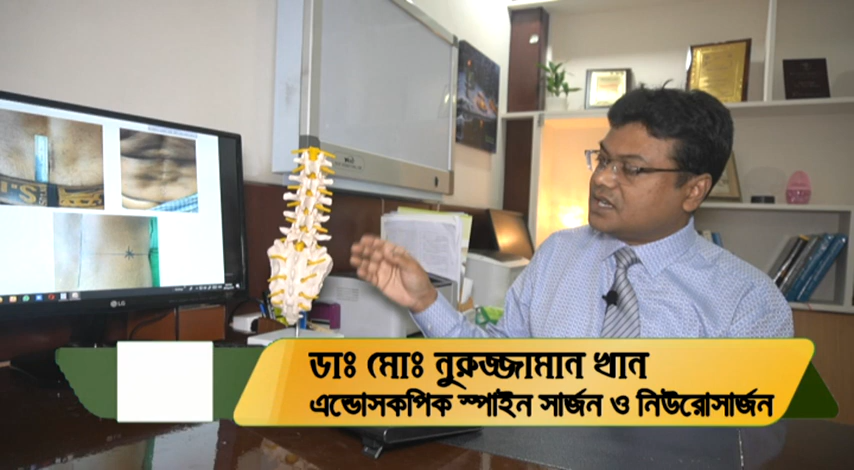 ডাঃ মোঃ নুরুজ্জামান খান
এন্ডোসকপিক স্পাইন সার্জন ও নিউরোসার্জন
LG